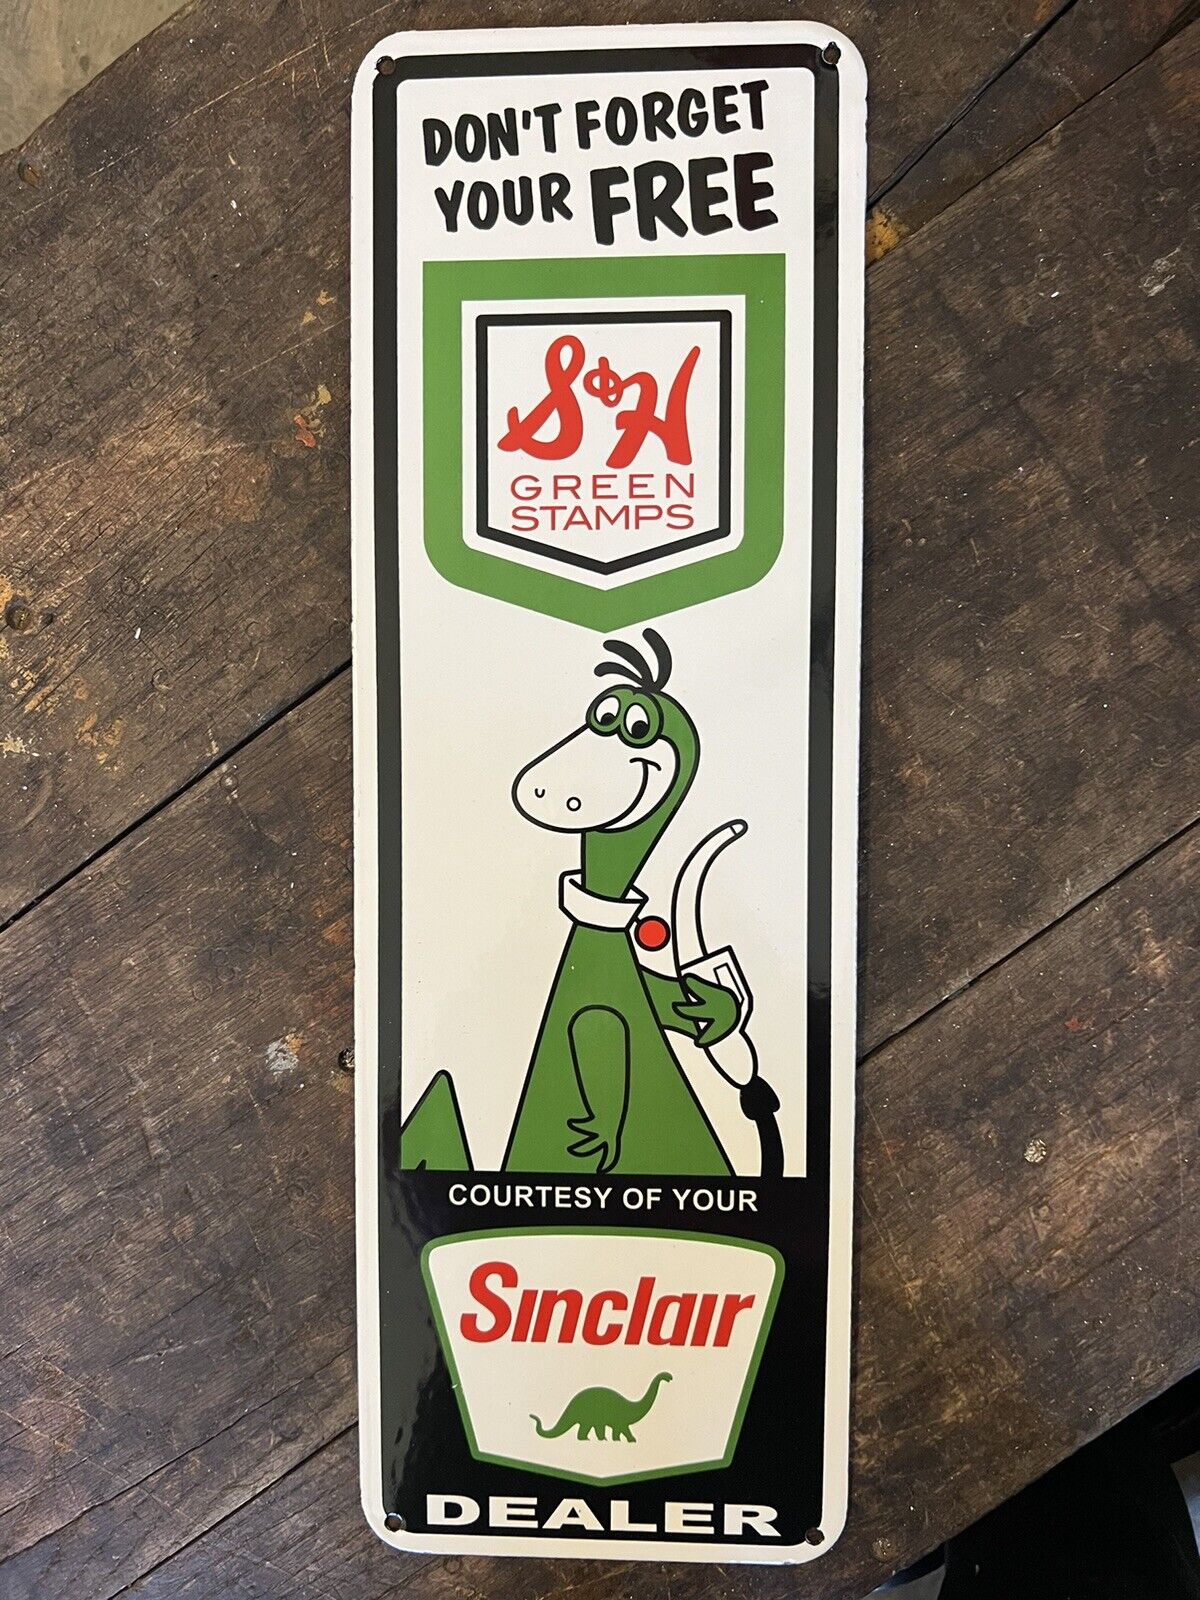 DON'T FORGET
YOUR FREE
S&H
GREEN
STAMPS
COURTESY OF YOUR
Sinclair
DEALER